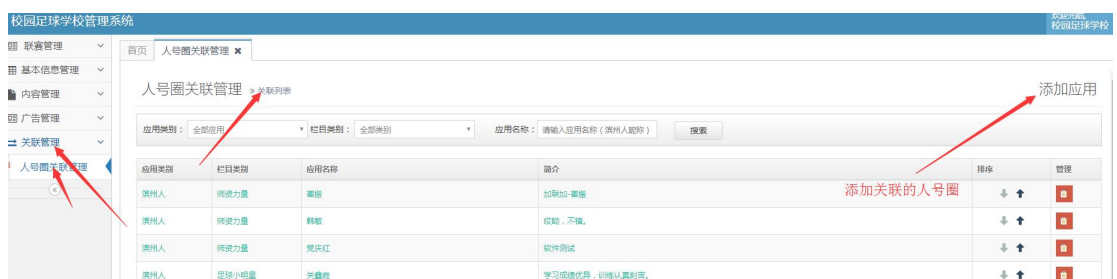 校园足球学校管理系统
欢迎光临,
校园足球学校
联赛管理
基本信息管理
内容管理
广告管理
关联管理
人号圈关联管理
首页 人号圈关联管理 ✖
人号圈关联管理 » 关联列表
添加应用
应用类别: 全部应用 栏目类别: 全部类别 应用名称: 请输入应用名称(滨州人昵称) 搜索
应用类别 栏目类别 应用名称 简介 排序 管理
滨州人 师资力量 崔振 加联加-崔振
添加关联的人号圈
滨州人 师资力量 韩敏 哎呦,不错。
滨州人 师资力量 党庆红 软件测试
滨州人 足球小明星 学习成绩优异,训练认真刻苦。